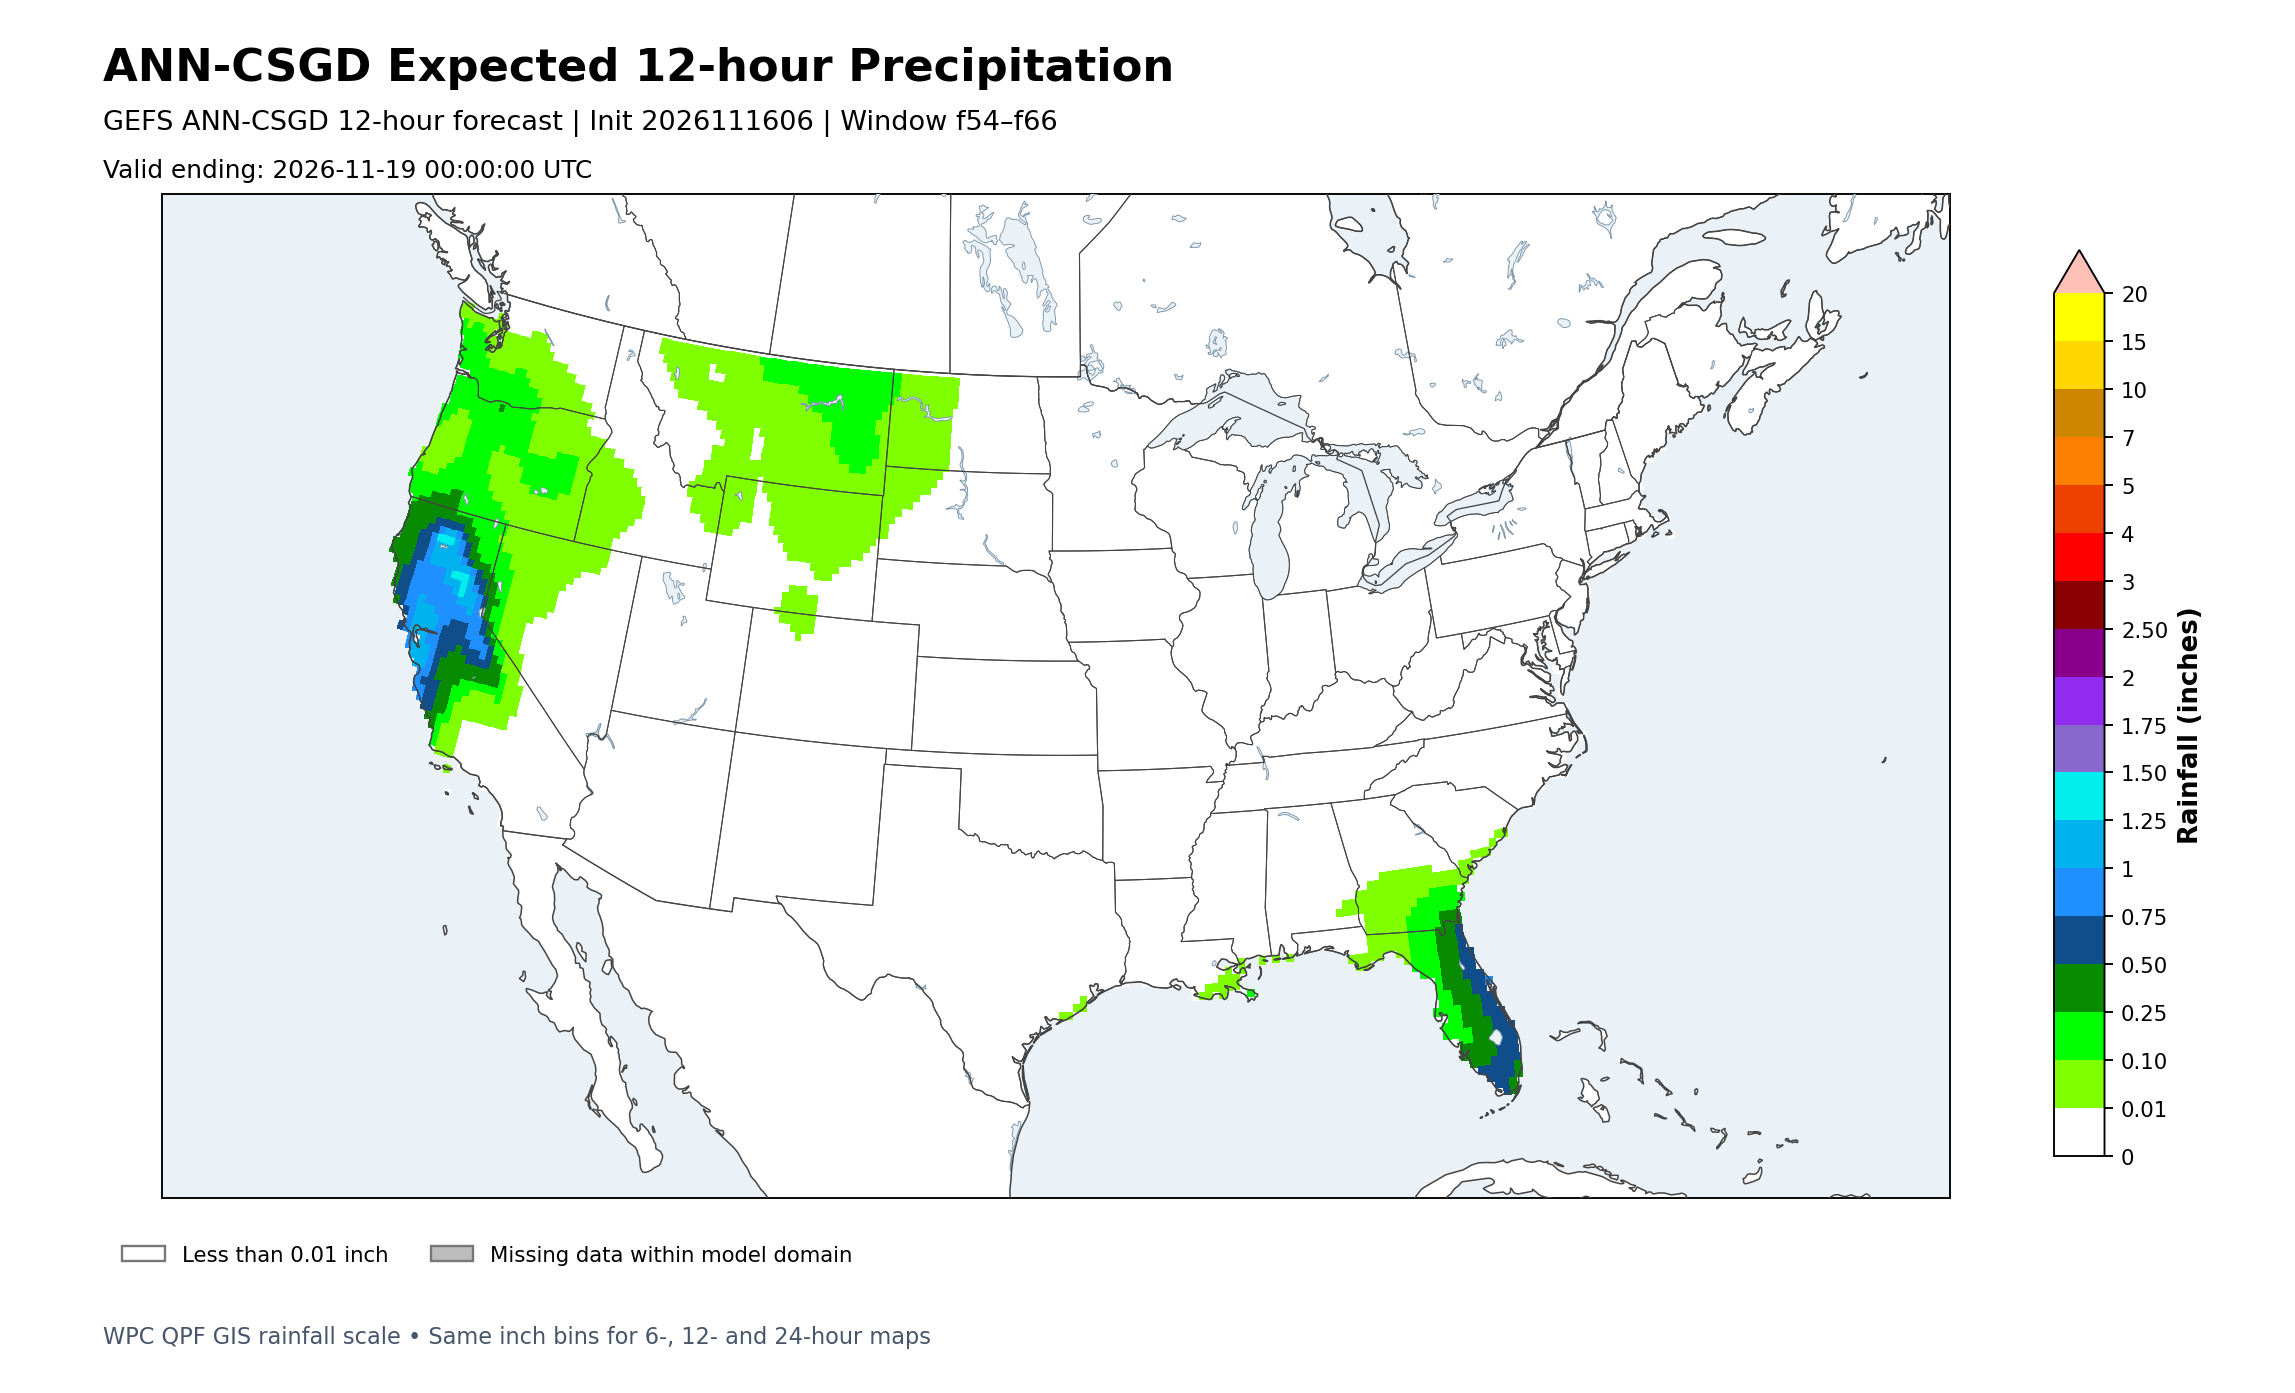 ANN-CSGD Expected 12-hour Precipitation
GEFS ANN-CSGD 12-hour forecast | Init 2026111606 | Window f54–f66
Valid ending: 2026-11-19 00:00:00 UTC
20
15
10
7
5
4
3
2.50
2
1.75
1.50
1.25
1
0.75
0.50
0.25
0.10
0.01
0
Rainfall (inches)
Less than 0.01 inch
Missing data within model domain
WPC QPF GIS rainfall scale • Same inch bins for 6-, 12- and 24-hour maps